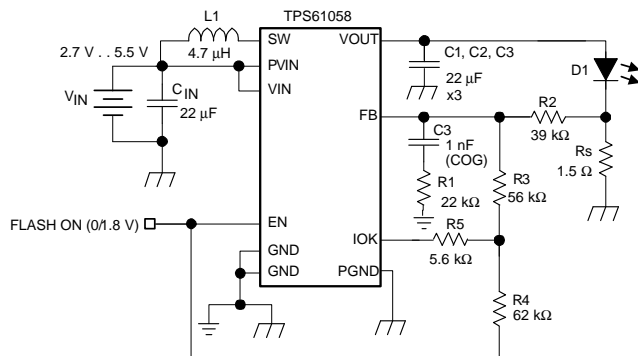 TPS61058
L1
4.7 µH
SW
VOUT
2.7 V . . 5.5 V
PVIN
VIN
VIN
CIN
22 µF
C1, C2, C3
22 µF
x3
D1
FB
R2
39 kΩ
C3
1 nF
(COG)
Rs
1.5 Ω
R1
22 kΩ
R3
56 kΩ
FLASH ON (0/1.8 V)
EN
IOK
R5
5.6 kΩ
GND
GND
PGND
R4
62 kΩ